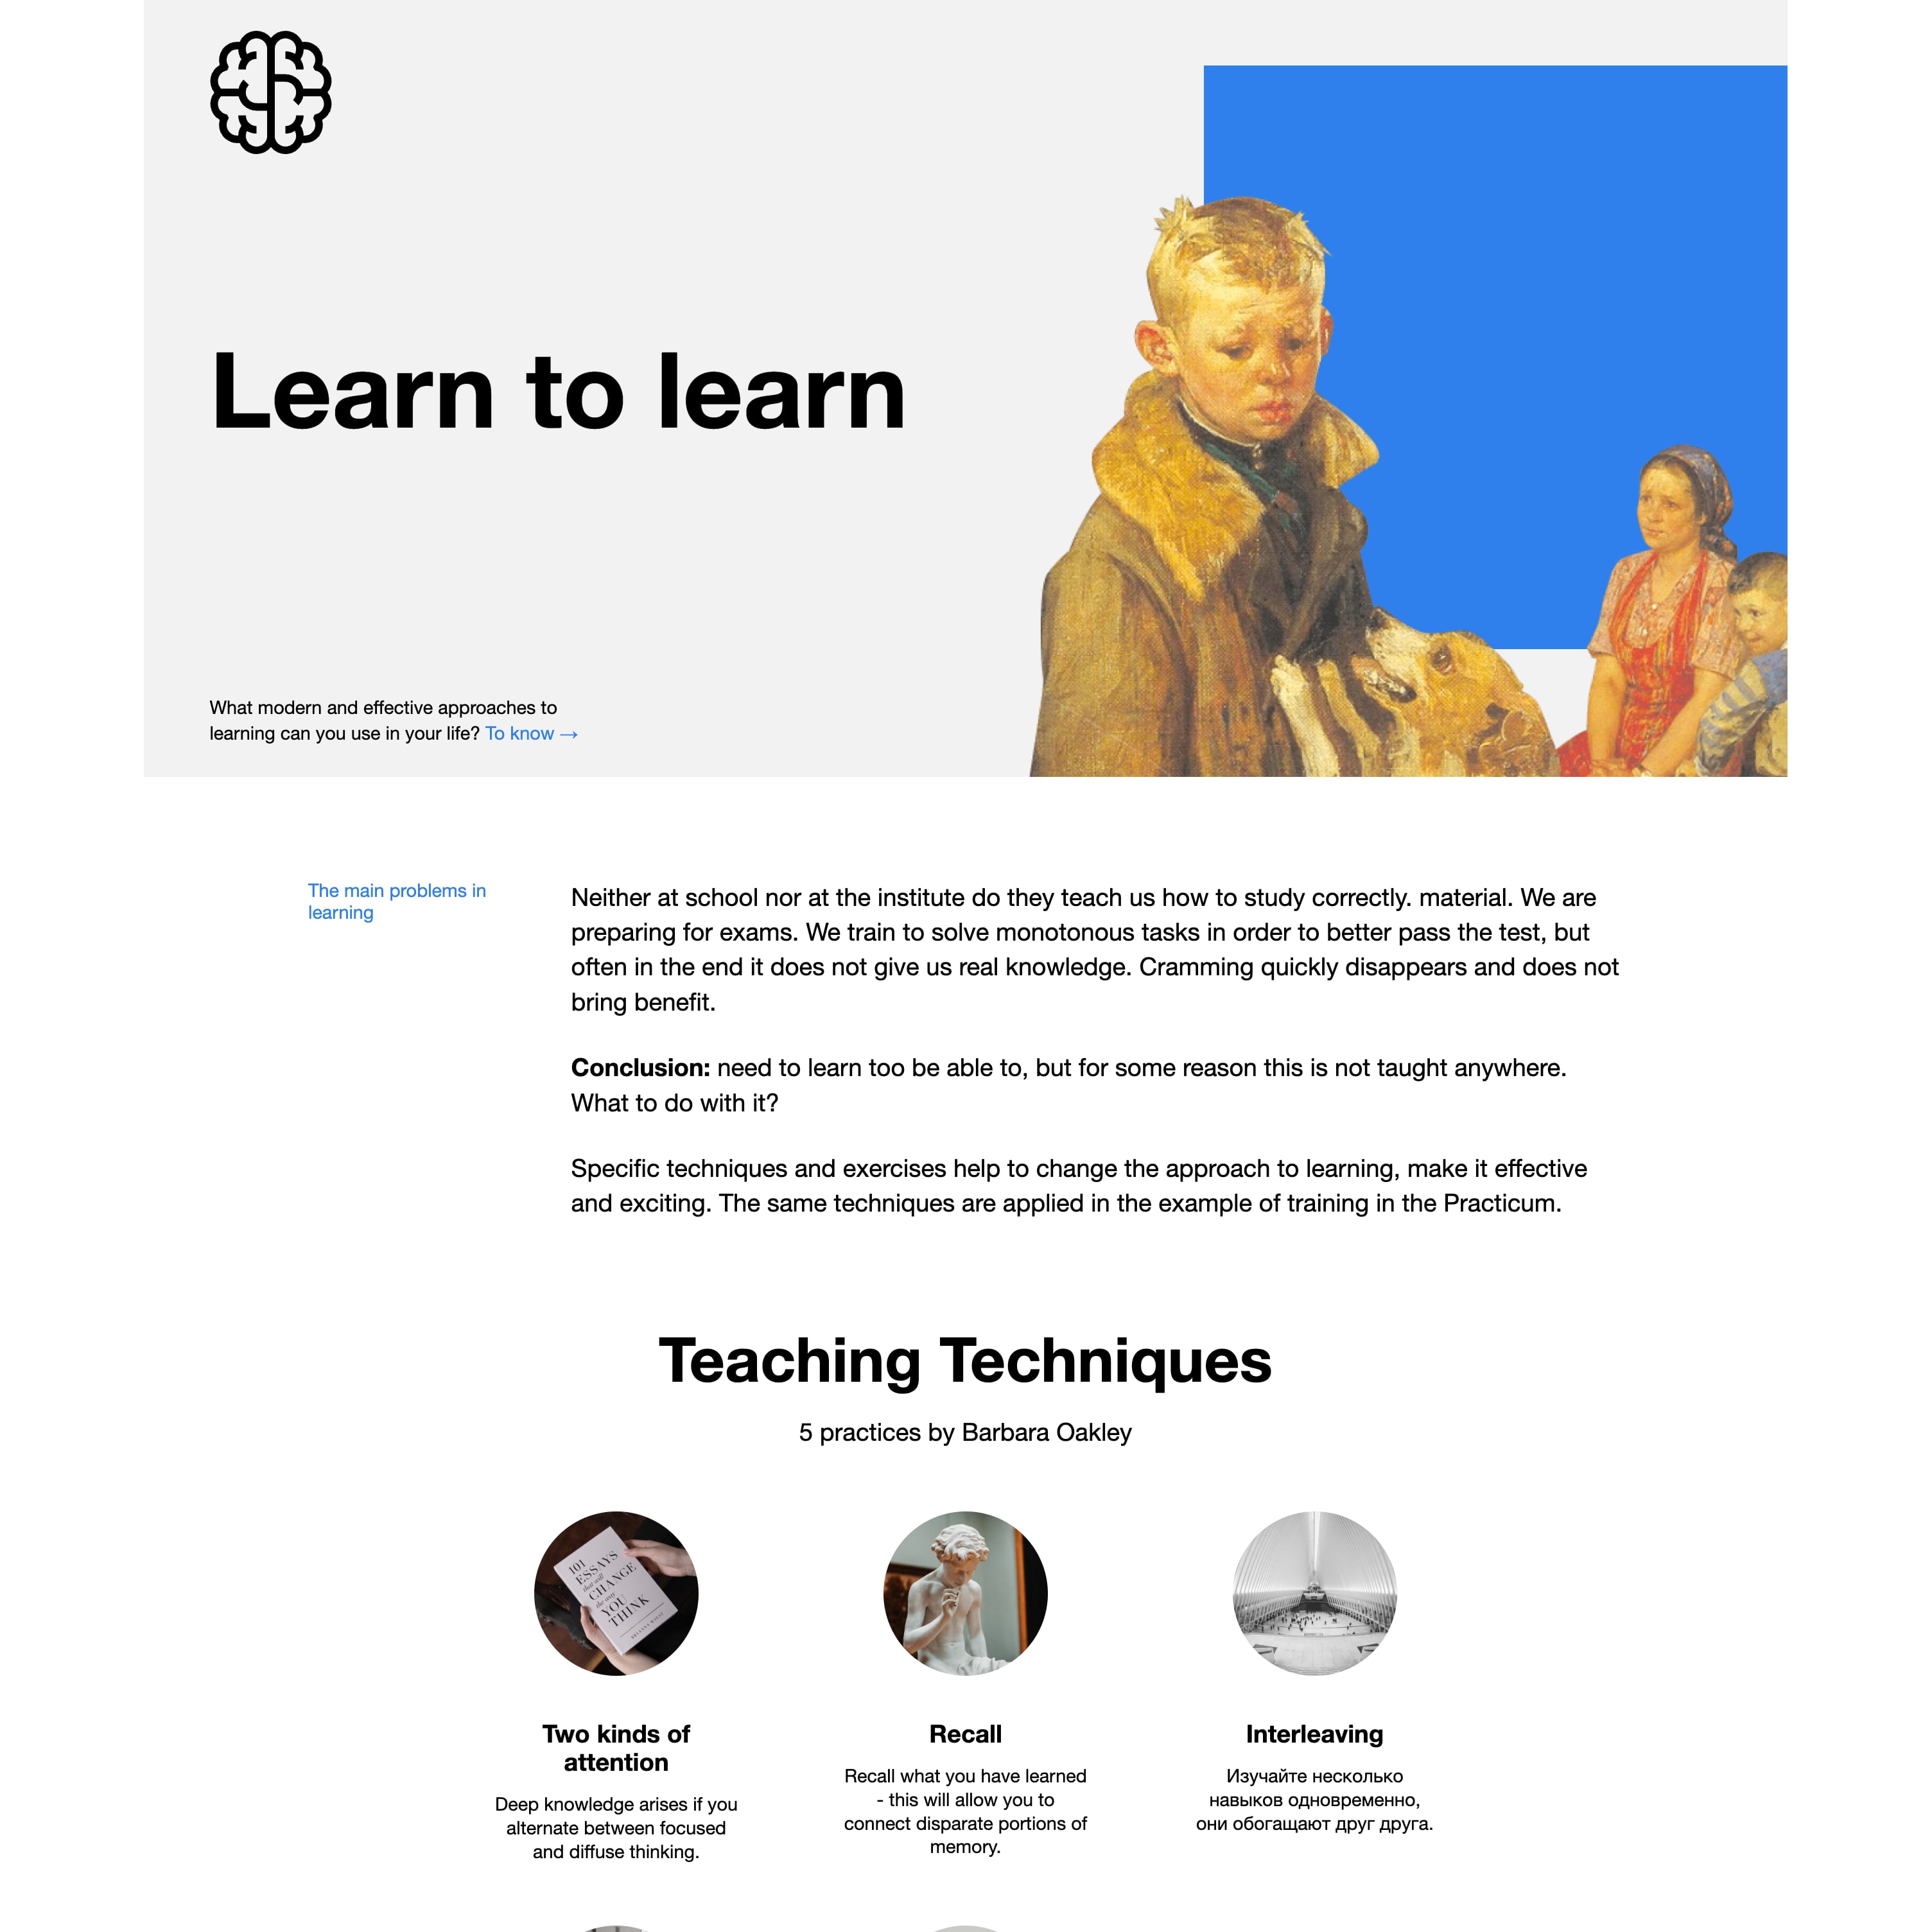 Learn to learn
What modern and effective approaches to
learning can you use in your life? To know →
The main problems in
learning
Neither at school nor at the institute do they teach us how to study correctly. material. We are
preparing for exams. We train to solve monotonous tasks in order to better pass the test, but
often in the end it does not give us real knowledge. Cramming quickly disappears and does not
bring benefit.
Conclusion: need to learn too be able to, but for some reason this is not taught anywhere.
What to do with it?
Specific techniques and exercises help to change the approach to learning, make it effective
and exciting. The same techniques are applied in the example of training in the Practicum.
Teaching Techniques
5 practices by Barbara Oakley
101
ESSAYS
that will
CHANGE
the way
YOU
THINK
Two kinds of
attention
Deep knowledge arises if you
alternate between focused
and diffuse thinking.
Recall
Recall what you have learned
- this will allow you to
connect disparate portions of
memory.
Interleaving
Изучайте несколько
навыков одновременно,
они обогащают друг друга.